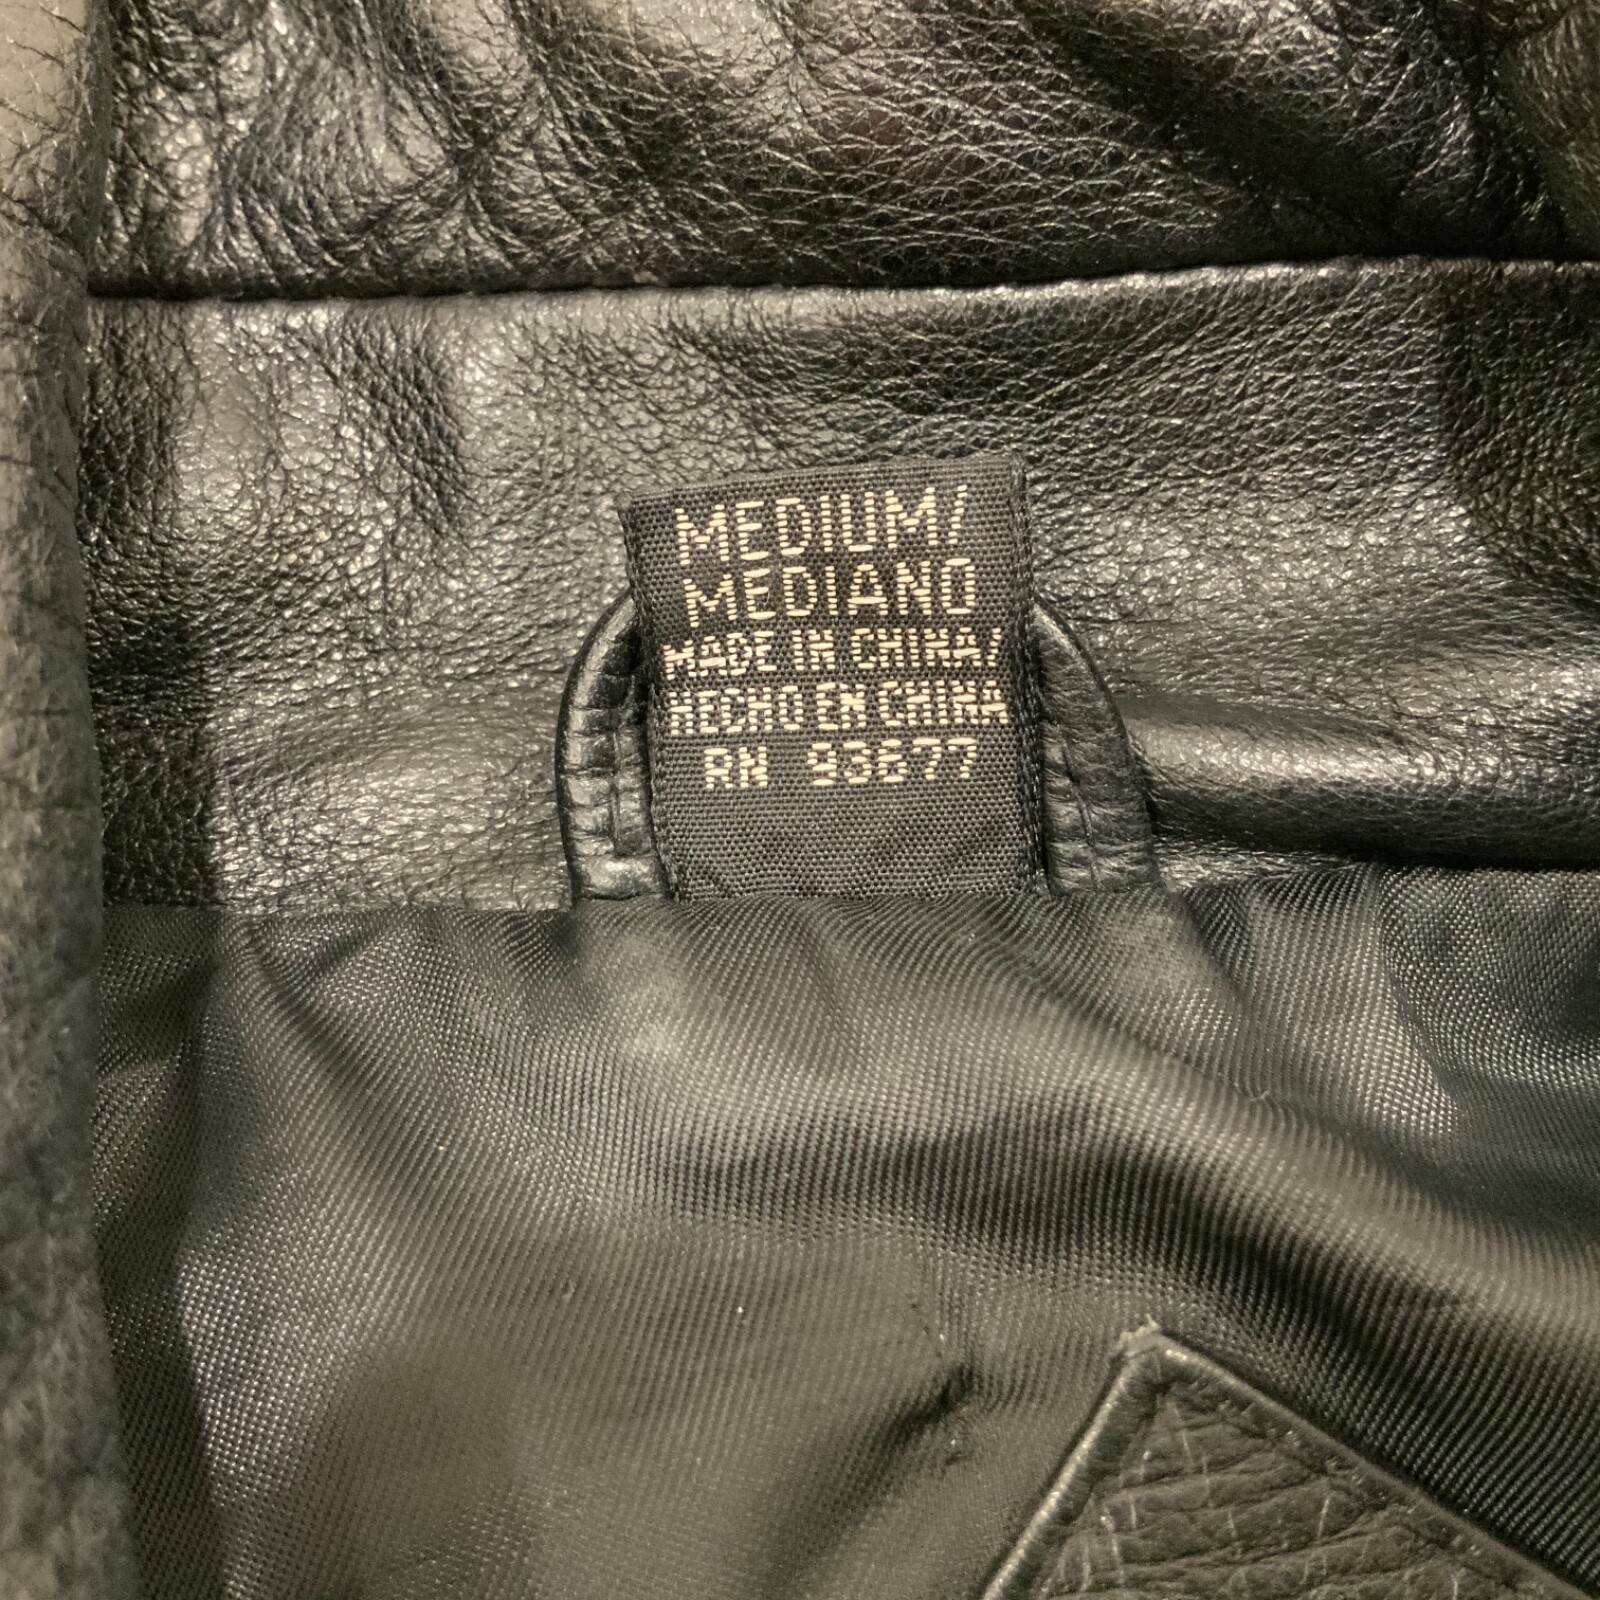 MEDIUM/
MEDIANO
MADE IN CHINA/
HECHO EN CHINA
RN 93677